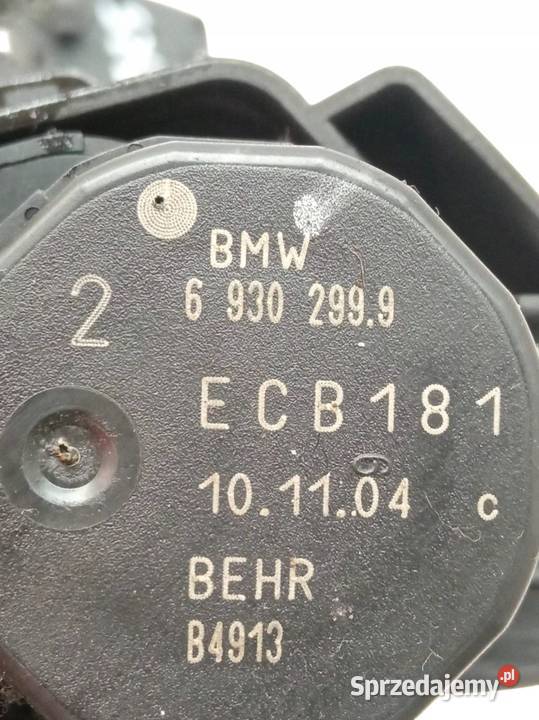 BMW
2
6 930 299.9
ECB181
10.11.04 c
BEHR
B4913
Sprzedajemy.pl